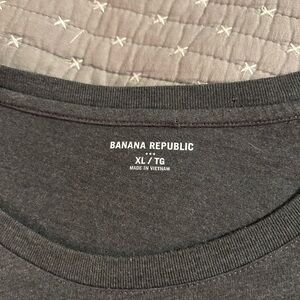 BANANA REPUBLIC
XL / TG
MADE IN VIETNAM